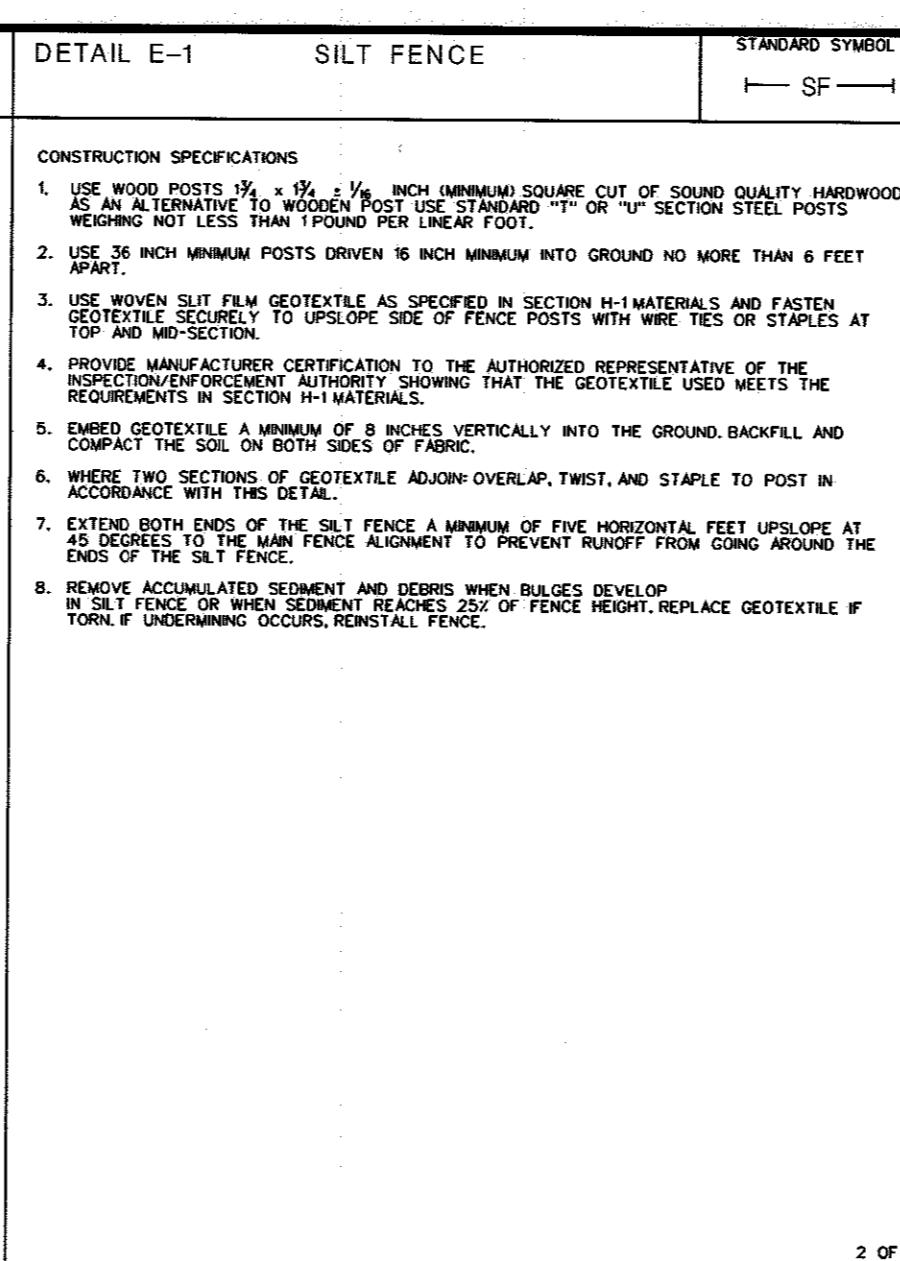 DETAIL E-1 SILT FENCE
STANDARD SYMBOL
SF
CONSTRUCTION SPECIFICATIONS
1. USE WOOD POSTS 1¾ x 1¾ ± 1/16 INCH (MINIMUM) SQUARE CUT OF SOUND QUALITY HARDWOOD
AS AN ALTERNATIVE TO WOODEN POST USE STANDARD "T" OR "U" SECTION STEEL POSTS
WEIGHING NOT LESS THAN 1 POUND PER LINEAR FOOT.
2. USE 36 INCH MINIMUM POSTS DRIVEN 16 INCH MINIMUM INTO GROUND NO MORE THAN 6 FEET
APART.
3. USE WOVEN SLIT FILM GEOTEXTILE AS SPECIFIED IN SECTION H-1 MATERIALS AND FASTEN
GEOTEXTILE SECURELY TO UPSLOPE SIDE OF FENCE POSTS WITH WIRE TIES OR STAPLES AT
TOP AND MID-SECTION.
4. PROVIDE MANUFACTURER CERTIFICATION TO THE AUTHORIZED REPRESENTATIVE OF THE
INSPECTION/ENFORCEMENT AUTHORITY SHOWING THAT THE GEOTEXTILE USED MEETS THE
REQUIREMENTS IN SECTION H-1 MATERIALS.
5. EMBED GEOTEXTILE A MINIMUM OF 8 INCHES VERTICALLY INTO THE GROUND. BACKFILL AND
COMPACT THE SOIL ON BOTH SIDES OF FABRIC.
6. WHERE TWO SECTIONS OF GEOTEXTILE ADJOIN: OVERLAP, TWIST, AND STAPLE TO POST IN
ACCORDANCE WITH THIS DETAIL.
7. EXTEND BOTH ENDS OF THE SILT FENCE A MINIMUM OF FIVE HORIZONTAL FEET UPSLOPE AT
45 DEGREES TO THE MAIN FENCE ALIGNMENT TO PREVENT RUNOFF FROM GOING AROUND THE
ENDS OF THE SILT FENCE.
8. REMOVE ACCUMULATED SEDIMENT AND DEBRIS WHEN BULGES DEVELOP
IN SILT FENCE OR WHEN SEDIMENT REACHES 25% OF FENCE HEIGHT. REPLACE GEOTEXTILE IF
TORN. IF UNDERMINING OCCURS, REINSTALL FENCE.
2 OF